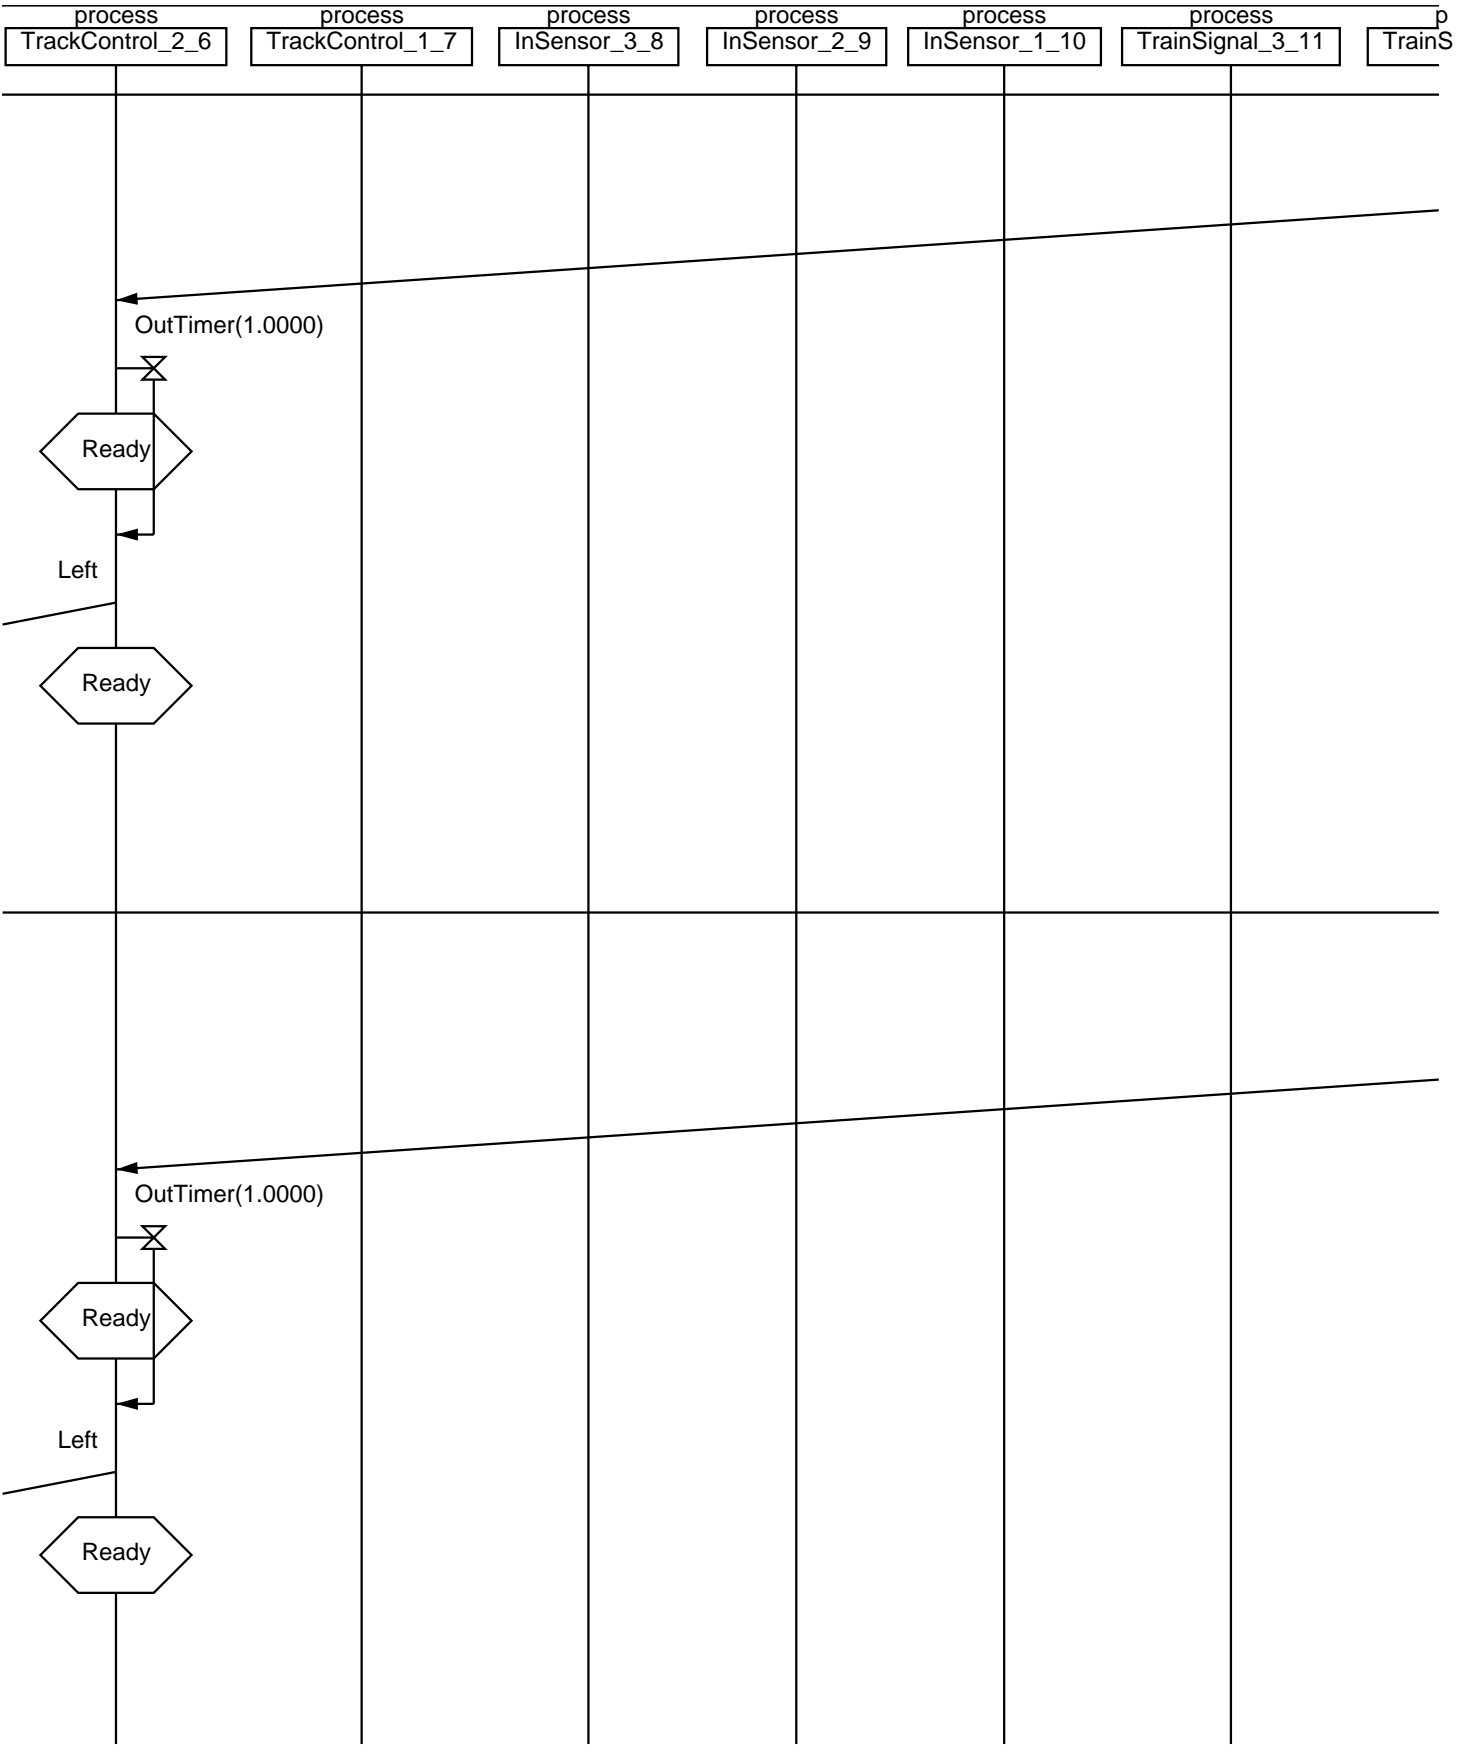 process process process process process process p
TrackControl_2_6 TrackControl_1_7 InSensor_3_8 InSensor_2_9 InSensor_1_10 TrainSignal_3_11 TrainS
OutTimer(1.0000)
Ready
Left
Ready
OutTimer(1.0000)
Ready
Left
Ready